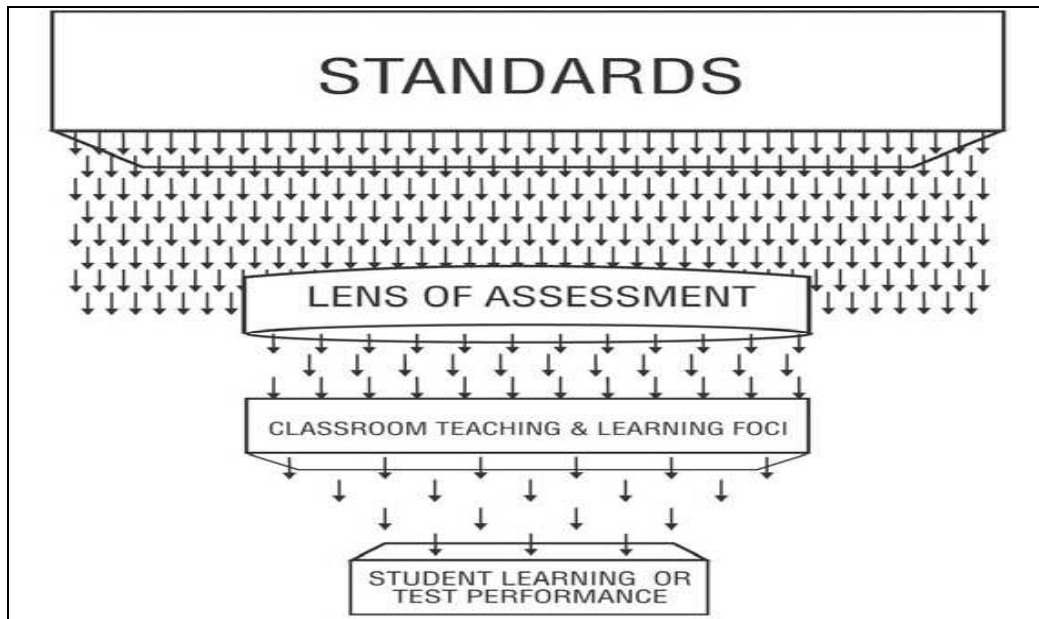 STANDARDS
LENS OF ASSESSMENT
CLASSROOM TEACHING & LEARNING FOCI
STUDENT LEARNING OR
TEST PERFORMANCE